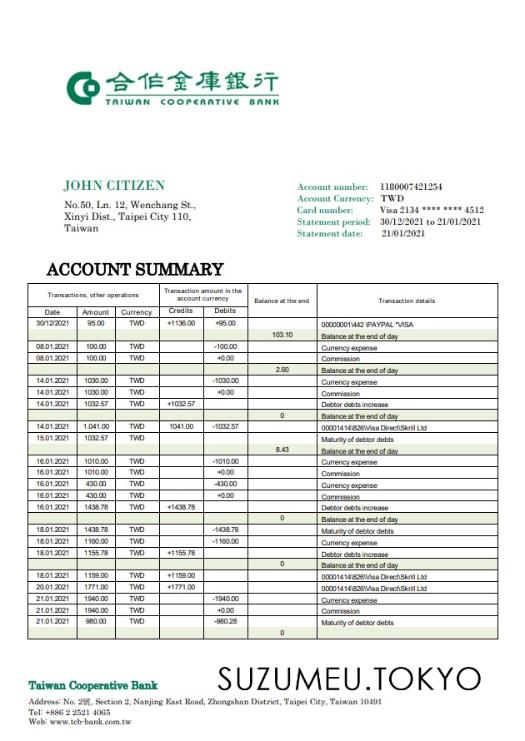 合作金庫銀行
TAIWAN COOPERATIVE BANK
JOHN CITIZEN
No.50, Ln. 12, Wenchang St.,
Xinyi Dist., Taipei City 110,
Taiwan
Account number: 1180007421254
Account Currency: TWD
Card number: Visa 2134 **** **** 4512
Statement period: 30/12/2021 to 21/01/2021
Statement date: 21/01/2021
ACCOUNT SUMMARY
Transactions, other operations Transaction amount in the account currency Balance at the end Transaction details
Date Amount Currency Credits Debits
30/12/2021 95.00 TWD +1136.00 +95.00 00000001\442 \PAYPAL *VISA
103.10 Balance at the end of day
08.01.2021 100.00 TWD -100.00 Currency expense
08.01.2021 100.00 TWD +0.00 Commission
2.60 Balance at the end of day
14.01.2021 1030.00 TWD -1030.00 Currency expense
14.01.2021 1030.00 TWD +0.00 Commission
14.01.2021 1032.57 TWD +1032.57 Debtor debts increase
0 Balance at the end of day
14.01.2021 1.041.00 TWD 1041.00 -1032.57 00001414\826\Visa Direct\Skrill Ltd
15.01.2021 1032.57 TWD Maturity of debtor debts
8.43 Balance at the end of day
16.01.2021 1010.00 TWD -1010.00 Currency expense
16.01.2021 1010.00 TWD +0.00 Commission
16.01.2021 430.00 TWD -430.00 Currency expense
16.01.2021 430.00 TWD +0.00 Commission
16.01.2021 1438.78 TWD +1438.78 Debtor debts increase
0 Balance at the end of day
18.01.2021 1438.78 TWD -1438.78 Maturity of debtor debts
18.01.2021 1160.00 TWD -1160.00 Currency expense
18.01.2021 1155.78 TWD +1155.78 Debtor debts increase
0 Balance at the end of day
18.01.2021 1159.00 TWD +1159.00 00001414\826\Visa Direct\Skrill Ltd
20.01.2021 1771.00 TWD +1771.00 00001414\826\Visa Direct\Skrill Ltd
21.01.2021 1940.00 TWD -1940.00 Currency expense
21.01.2021 1940.00 TWD +0.00 Commission
21.01.2021 980.00 TWD -980.28 Maturity of debtor debts
0
Taiwan Cooperative Bank
SUZUMEU.TOKYO
Address: No. 2號, Section 2, Nanjing East Road, Zhongshan District, Taipei City, Taiwan 10491
Tel: +886 2 2521 4065
Web: www.tcb-bank.com.tw